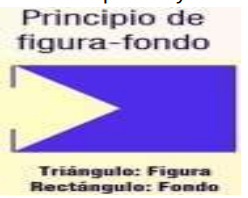 Principio de
figura-fondo
Triángulo: Figura
Rectángulo: Fondo